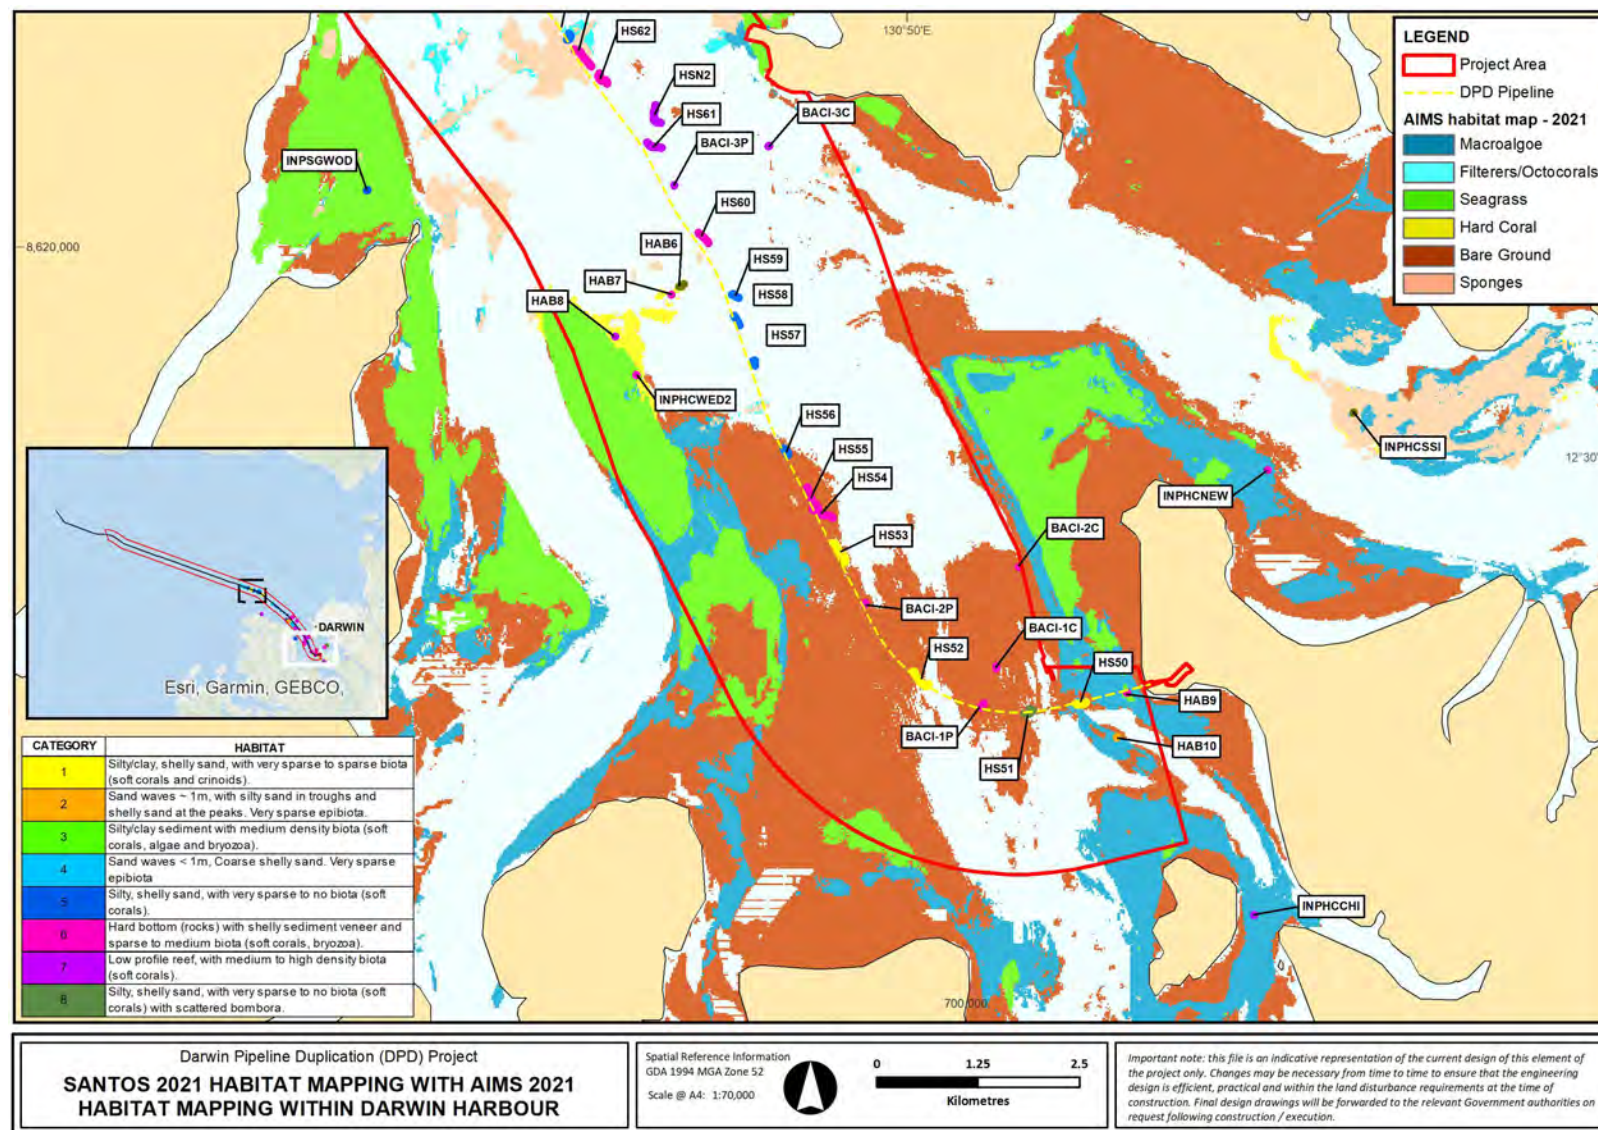 130°50'E
8,620,000
12°30'
700,000
HS62
HSN2
HS61
BACI-3P
BACI-3C
INPSGWOD
HS60
HAB6
HAB7
HAB8
HS59
HS58
HS57
INPHCWED2
HS56
HS55
HS54
HS53
BACI-2P
HS52
BACI-1P
HS51
BACI-2C
BACI-1C
HS50
HAB9
HAB10
INPHCNEW
INPHCSSI
INPHCCHI
LEGEND
Project Area
DPD Pipeline
AIMS habitat map - 2021
Macroalgoe
Filterers/Octocorals
Seagrass
Hard Coral
Bare Ground
Sponges
DARWIN
Esri, Garmin, GEBCO,
CATEGORY HABITAT
1 Silty/clay, shelly sand, with very sparse to sparse biota
(soft corals and crinoids).
2 Sand waves ~ 1m, with silty sand in troughs and
shelly sand at the peaks. Very sparse epibiota.
3 Silty/clay sediment with medium density biota (soft
corals, algae and bryozoa).
4 Sand waves < 1m, Coarse shelly sand. Very sparse
epibiota
5 Silty, shelly sand, with very sparse to no biota (soft
corals).
6 Hard bottom (rocks) with shelly sediment veneer and
sparse to medium biota (soft corals, bryozoa).
7 Low profile reef, with medium to high density biota
(soft corals).
8 Silty, shelly sand, with very sparse to no biota (soft
corals) with scattered bombora.
Darwin Pipeline Duplication (DPD) Project
SANTOS 2021 HABITAT MAPPING WITH AIMS 2021
HABITAT MAPPING WITHIN DARWIN HARBOUR
Spatial Reference Information
GDA 1994 MGA Zone 52
Scale @ A4: 1:70,000
0 1.25 2.5
Kilometres
Important note: this file is an indicative representation of the current design of this element of
the project only. Changes may be necessary from time to time to ensure that the engineering
design is efficient, practical and within the land disturbance requirements at the time of
construction. Final design drawings will be forwarded to the relevant Government authorities on
request following construction / execution.